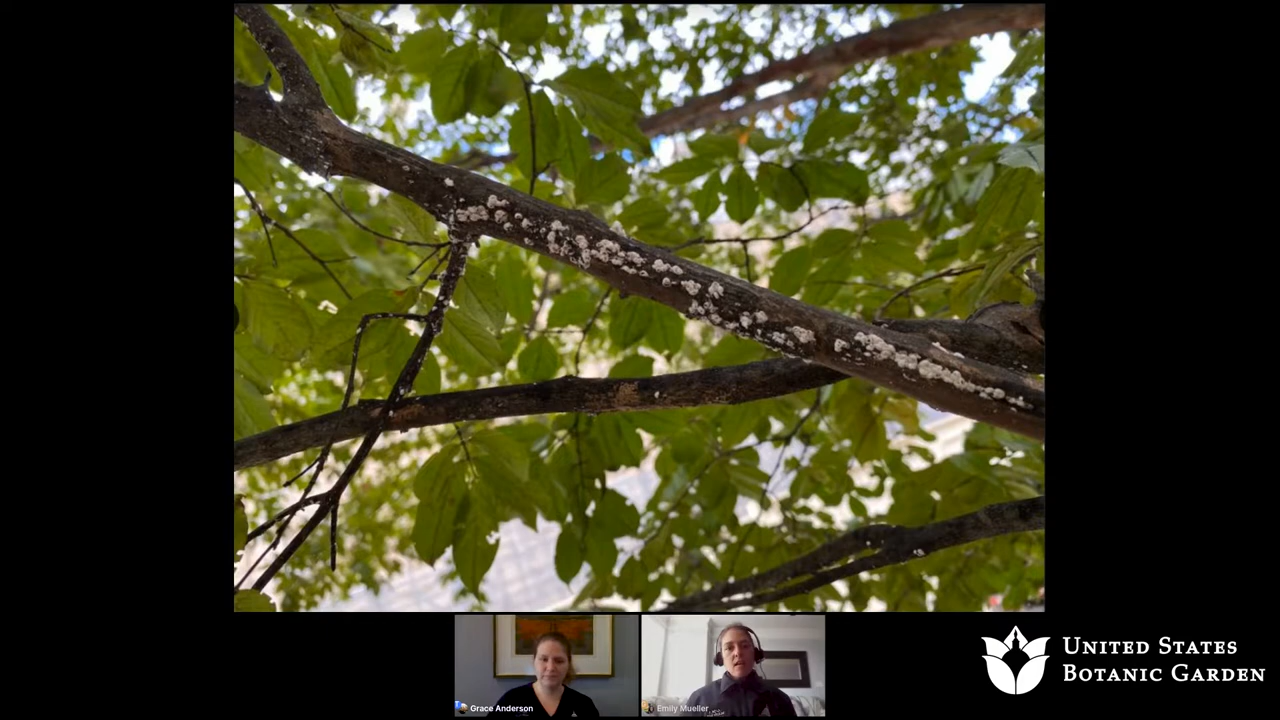 Grace Anderson
Emily Mueller
UNITED STATES
BOTANIC GARDEN